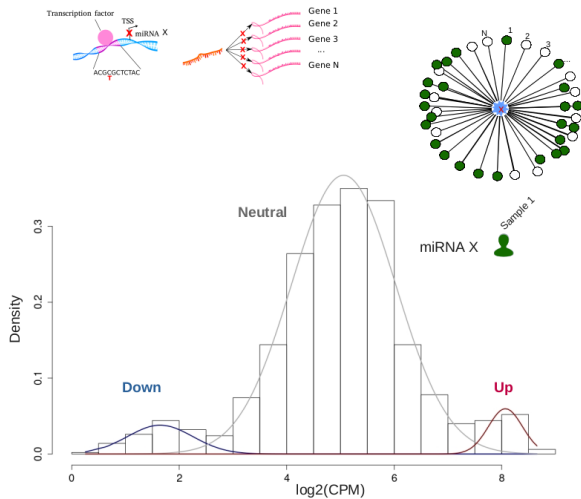 Transcription factor
TSS
X
miRNA X
ACGCGCTCTAC
T
Gene 1
Gene 2
Gene 3
...
Gene N
X
X
X
X
X
N
1
2
3
...
X
Neutral
Down
Up
miRNA X
Sample 1
Density
0.0
0.1
0.2
0.3
0
2
4
6
8
log2(CPM)